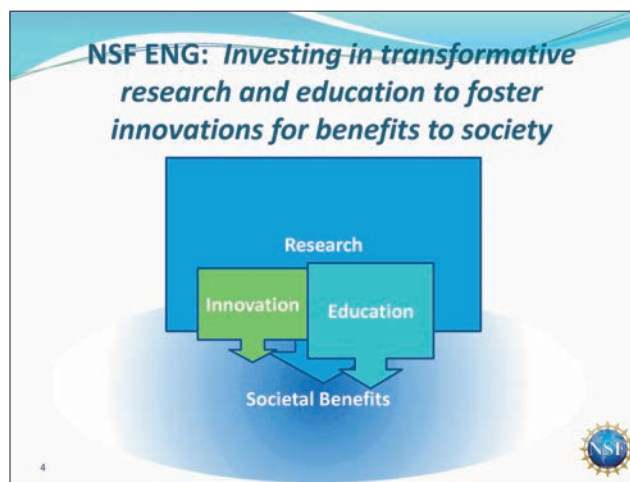 NSF ENG: Investing in transformative
research and education to foster
innovations for benefits to society
Research
Innovation
Education
Societal Benefits
4
NSF